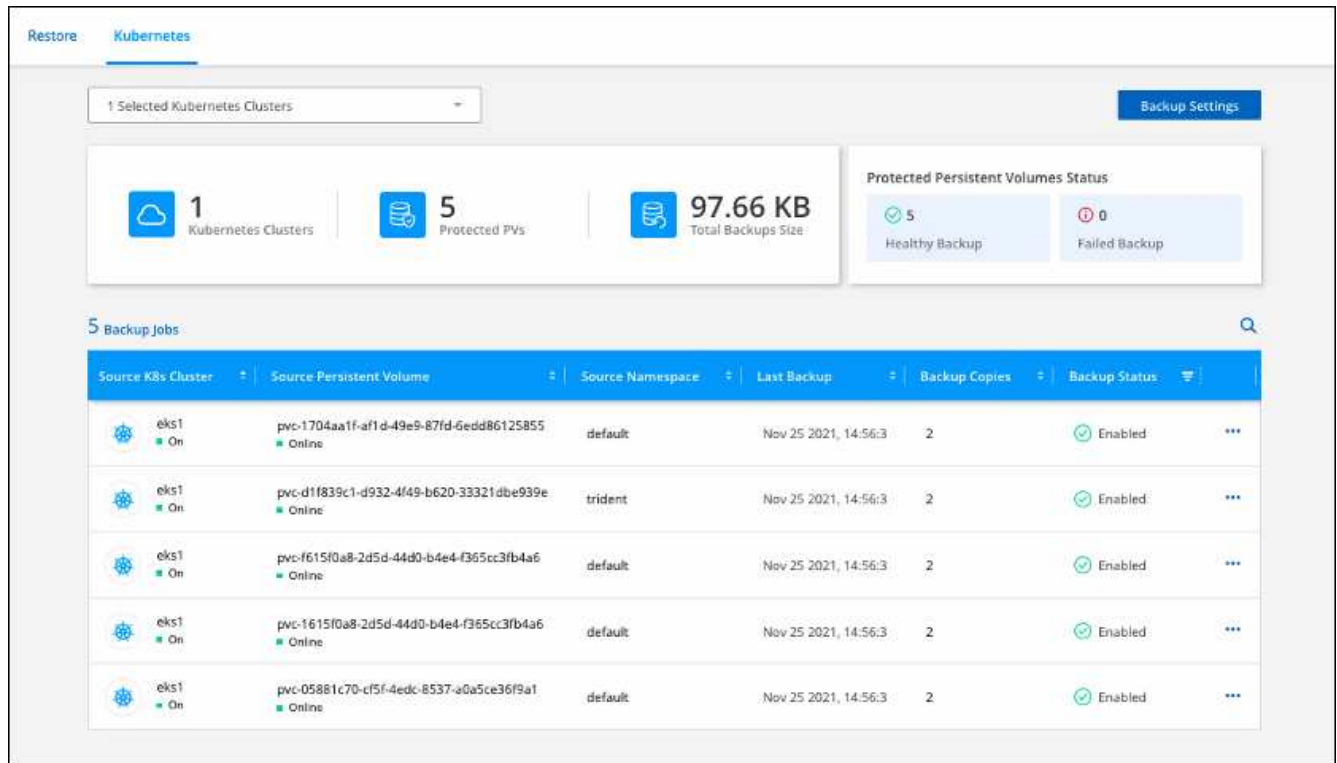 Restore Kubernetes
1 Selected Kubernetes Clusters
Backup Settings
1
Kubernetes Clusters
5
Protected PVs
97.66 KB
Total Backups Size
Protected Persistent Volumes Status
5
Healthy Backup
0
Failed Backup
5 Backup Jobs
Source K8s Cluster Source Persistent Volume Source Namespace Last Backup Backup Copies Backup Status
eks1 pvc-1704aa1f-af1d-49e9-87fd-6edd86125855 default Nov 25 2021, 14:56:3 2 Enabled
On Online
eks1 pvc-d1f839c1-d932-4f49-b620-33321dbe939e trident Nov 25 2021, 14:56:3 2 Enabled
On Online
eks1 pvc-f615f0a8-2d5d-44d0-b4e4-f365cc3fb4a6 default Nov 25 2021, 14:56:3 2 Enabled
On Online
eks1 pvc-1615f0a8-2d5d-44d0-b4e4-f365cc3fb4a6 default Nov 25 2021, 14:56:3 2 Enabled
On Online
eks1 pvc-05881c70-cf5f-4edc-8537-a0a5ce36f9a1 default Nov 25 2021, 14:56:3 2 Enabled
On Online